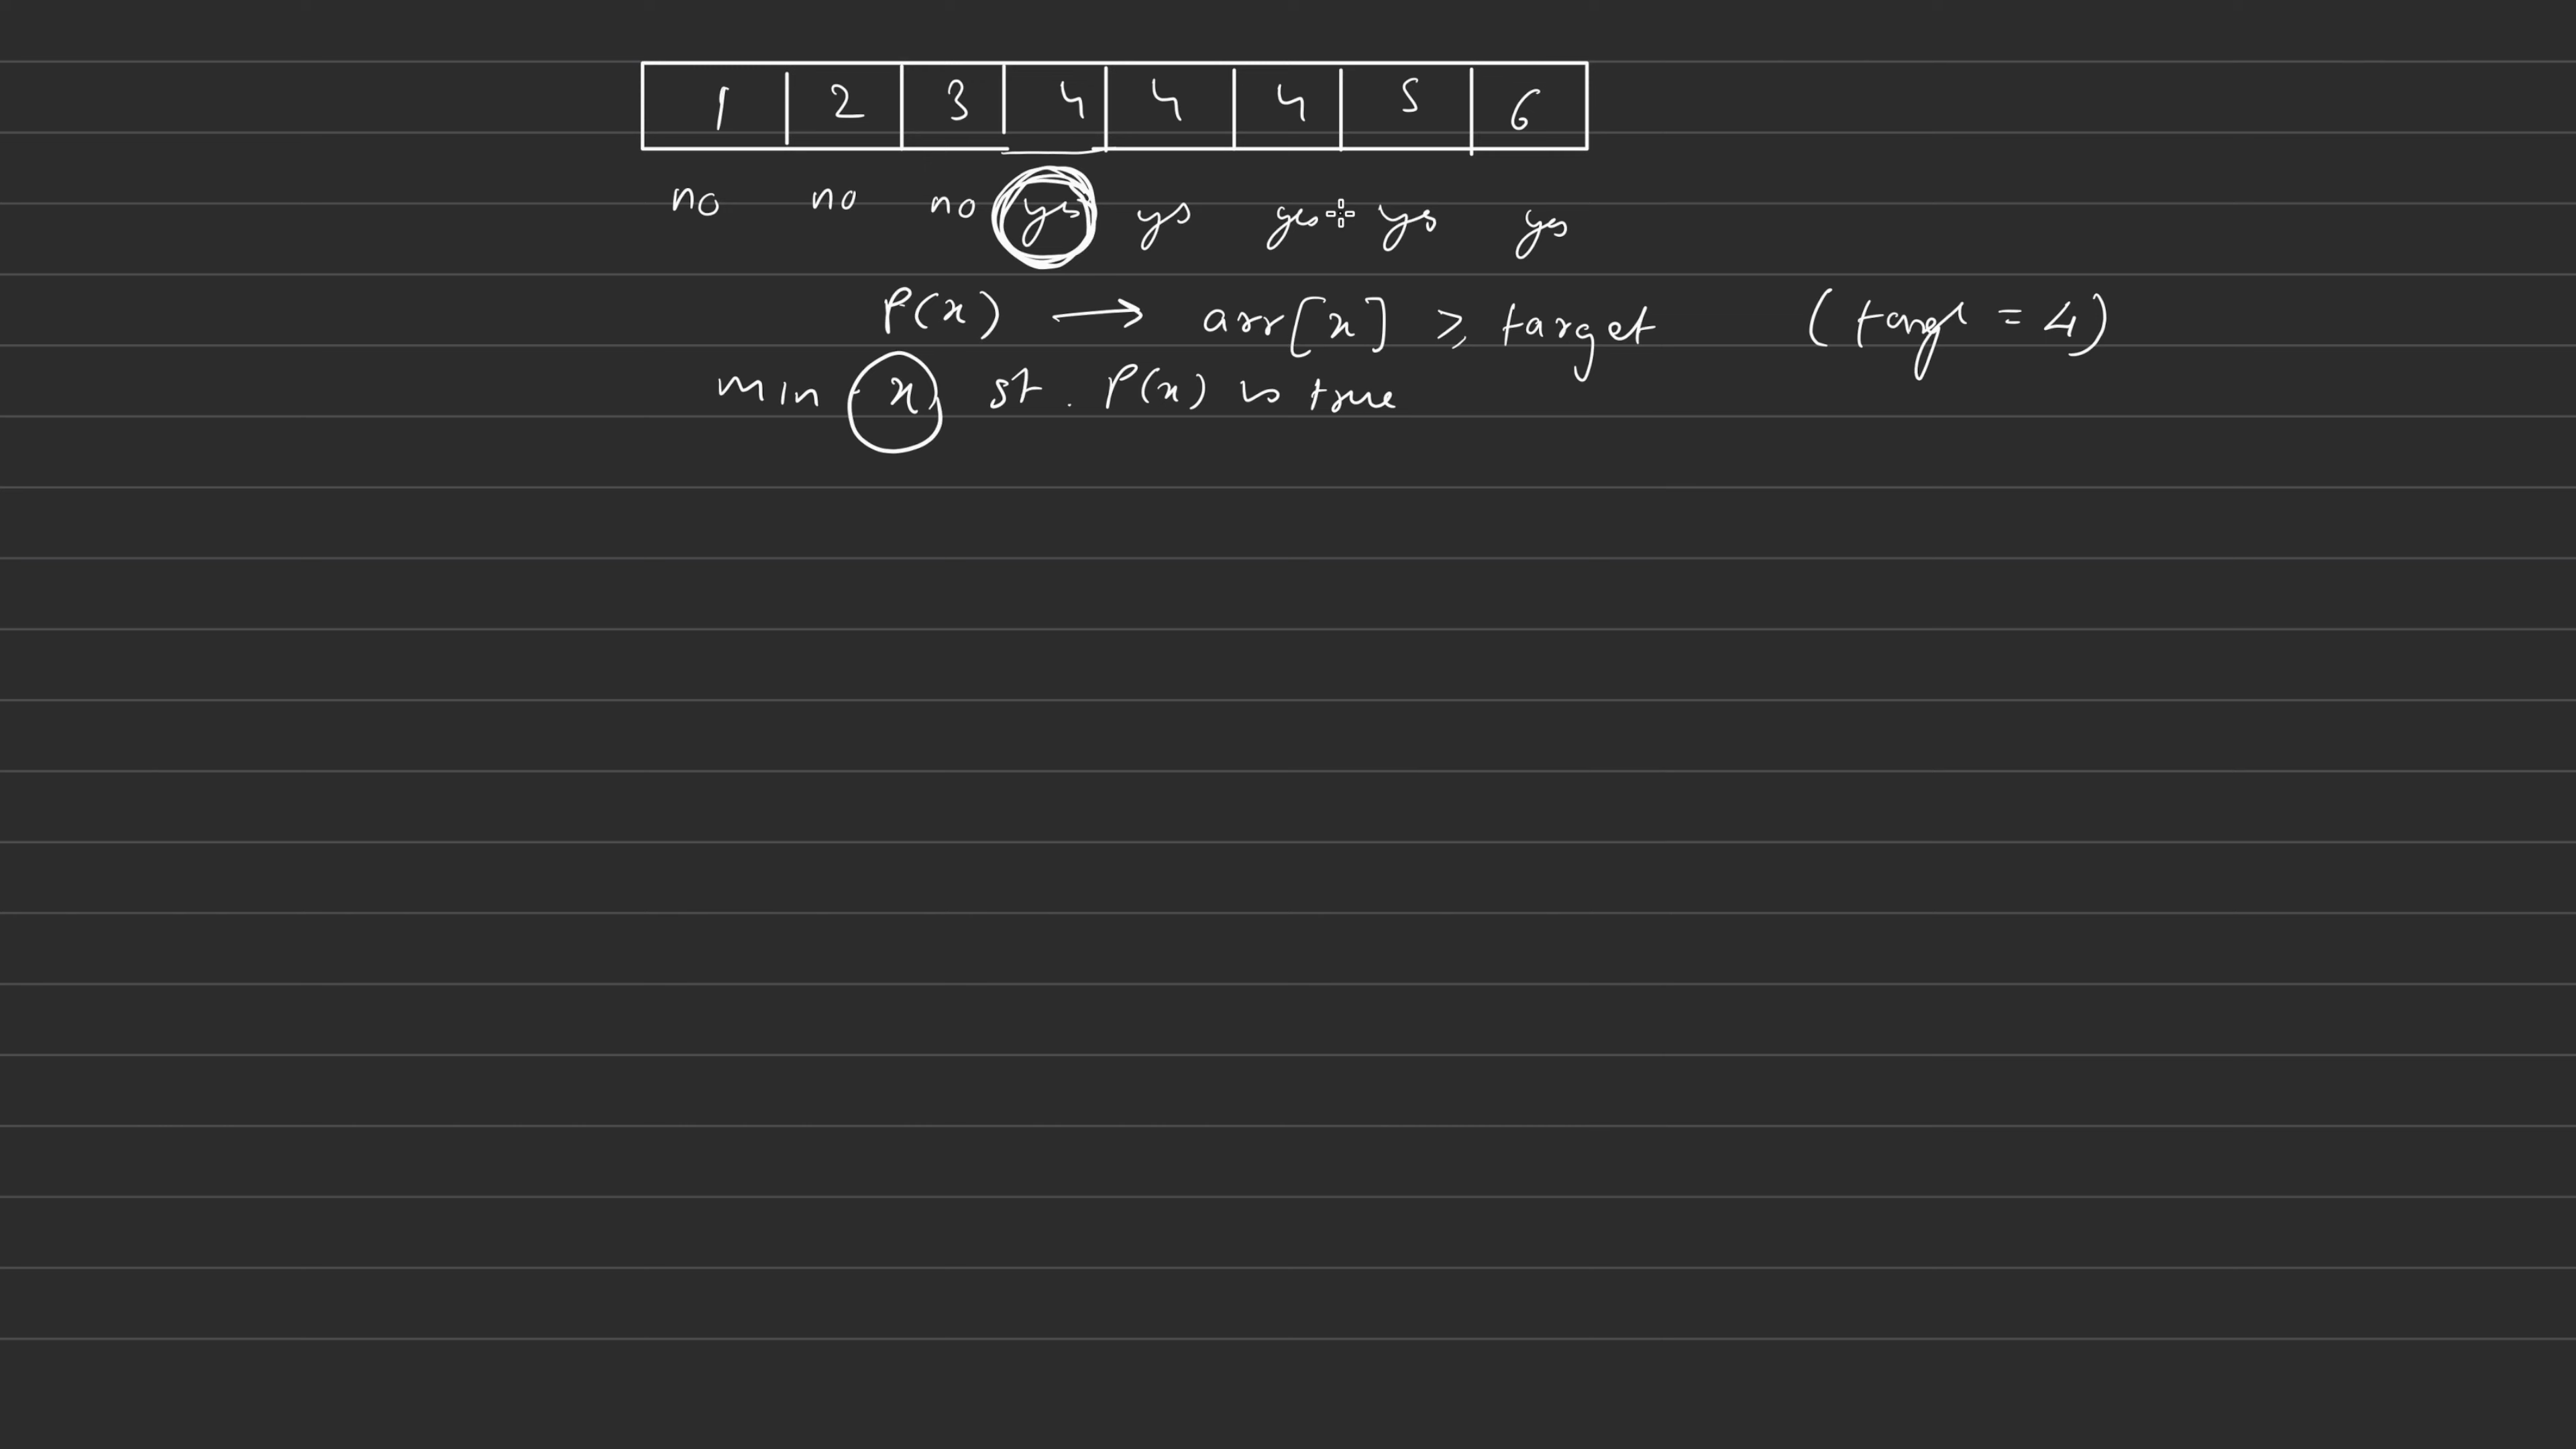 1 2 3 4 4 4 5 6
no no no yes ys yes yes yes
P(x) → arr[x] ≥ target (target = 4)
min x st. P(x) is true